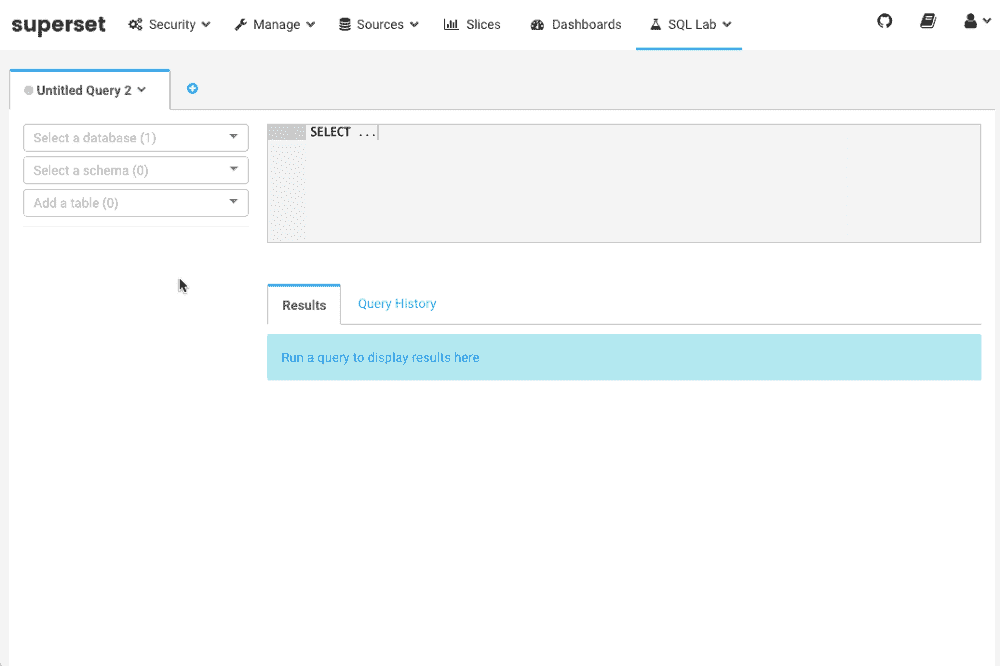 superset Security Manage Sources Slices Dashboards SQL Lab
Untitled Query 2
Select a database (1)
Select a schema (0)
Add a table (0)
SELECT ...
Results Query History
Run a query to display results here